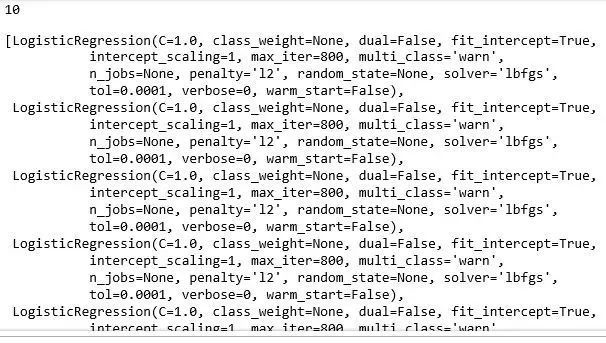 10
[LogisticRegression(C=1.0, class_weight=None, dual=False, fit_intercept=True,
intercept_scaling=1, max_iter=800, multi_class='warn',
n_jobs=None, penalty='l2', random_state=None, solver='lbfgs',
tol=0.0001, verbose=0, warm_start=False),
LogisticRegression(C=1.0, class_weight=None, dual=False, fit_intercept=True,
intercept_scaling=1, max_iter=800, multi_class='warn',
n_jobs=None, penalty='l2', random_state=None, solver='lbfgs',
tol=0.0001, verbose=0, warm_start=False),
LogisticRegression(C=1.0, class_weight=None, dual=False, fit_intercept=True,
intercept_scaling=1, max_iter=800, multi_class='warn',
n_jobs=None, penalty='l2', random_state=None, solver='lbfgs',
tol=0.0001, verbose=0, warm_start=False),
LogisticRegression(C=1.0, class_weight=None, dual=False, fit_intercept=True,
intercept_scaling=1, max_iter=800, multi_class='warn',
n_jobs=None, penalty='l2', random_state=None, solver='lbfgs',
tol=0.0001, verbose=0, warm_start=False),
LogisticRegression(C=1.0, class_weight=None, dual=False, fit_intercept=True,
intercept_scaling=1, max_iter=800, multi_class='warn'